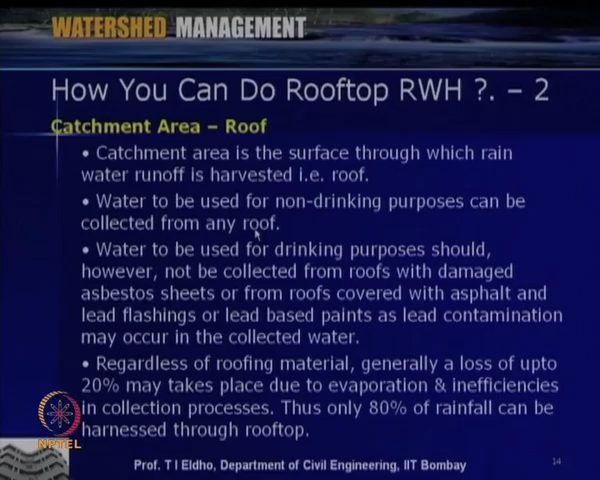 WATERSHED MANAGEMENT
How You Can Do Rooftop RWH ?. – 2
Catchment Area – Roof
• Catchment area is the surface through which rain
water runoff is harvested i.e. roof.
• Water to be used for non-drinking purposes can be
collected from any roof.
• Water to be used for drinking purposes should,
however, not be collected from roofs with damaged
asbestos sheets or from roofs covered with asphalt and
lead flashings or lead based paints as lead contamination
may occur in the collected water.
• Regardless of roofing material, generally a loss of upto
20% may takes place due to evaporation & inefficiencies
in collection processes. Thus only 80% of rainfall can be
harnessed through rooftop.
NPTEL
Prof. T I Eldho, Department of Civil Engineering, IIT Bombay
14